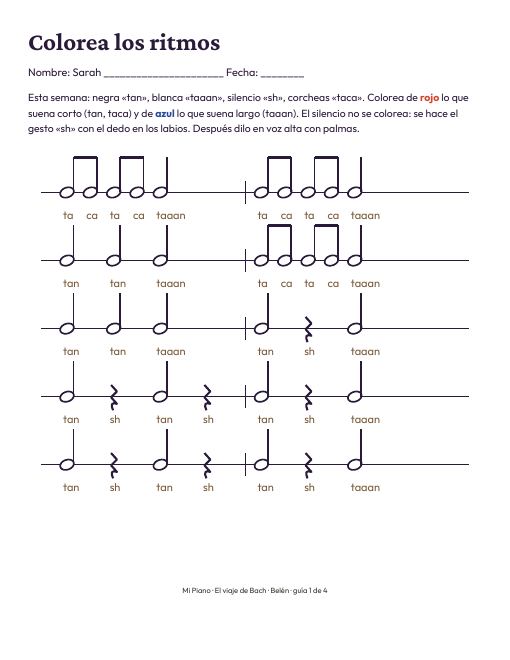 Colorea los ritmos
Nombre: Sarah ______________________ Fecha: ________
Esta semana: negra «tan», blanca «taaan», silencio «sh», corcheas «taca». Colorea de rojo lo que
suena corto (tan, taca) y de azul lo que suena largo (taaan). El silencio no se colorea: se hace el
gesto «sh» con el dedo en los labios. Después dilo en voz alta con palmas.
ta ca ta ca taaan ta ca ta ca taaan
tan tan taaan ta ca ta ca taaan
tan tan taaan tan sh taaan
tan sh tan sh tan sh taaan
tan sh tan sh tan sh taaan
Mi Piano · El viaje de Bach · Belén · guía 1 de 4